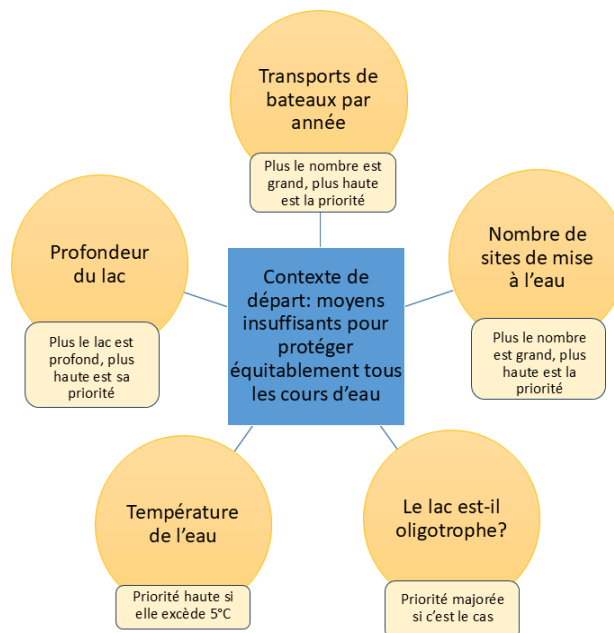 Transports de
bateaux par
année
Plus le nombre est
grand, plus haute
est la priorité
Profondeur
du lac
Plus le lac est
profond, plus
haute est sa
priorité
Contexte de
départ: moyens
insuffisants pour
protéger
équitablement tous
les cours d'eau
Nombre de
sites de mise
à l'eau
Plus le nombre
est grand, plus
haute est la
priorité
Température
de l'eau
Priorité haute si
elle excède 5°C
Le lac est-il
oligotrophe?
Priorité majorée
si c'est le cas